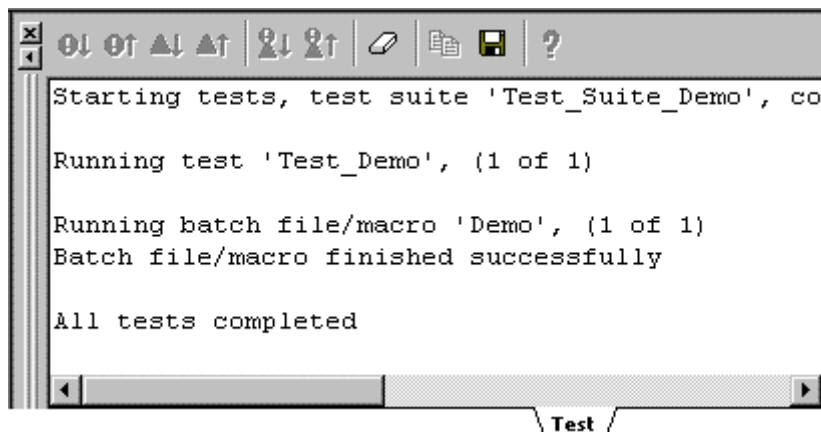 Starting tests, test suite 'Test_Suite_Demo', co
Running test 'Test_Demo', (1 of 1)
Running batch file/macro 'Demo', (1 of 1)
Batch file/macro finished successfully
All tests completed
Test